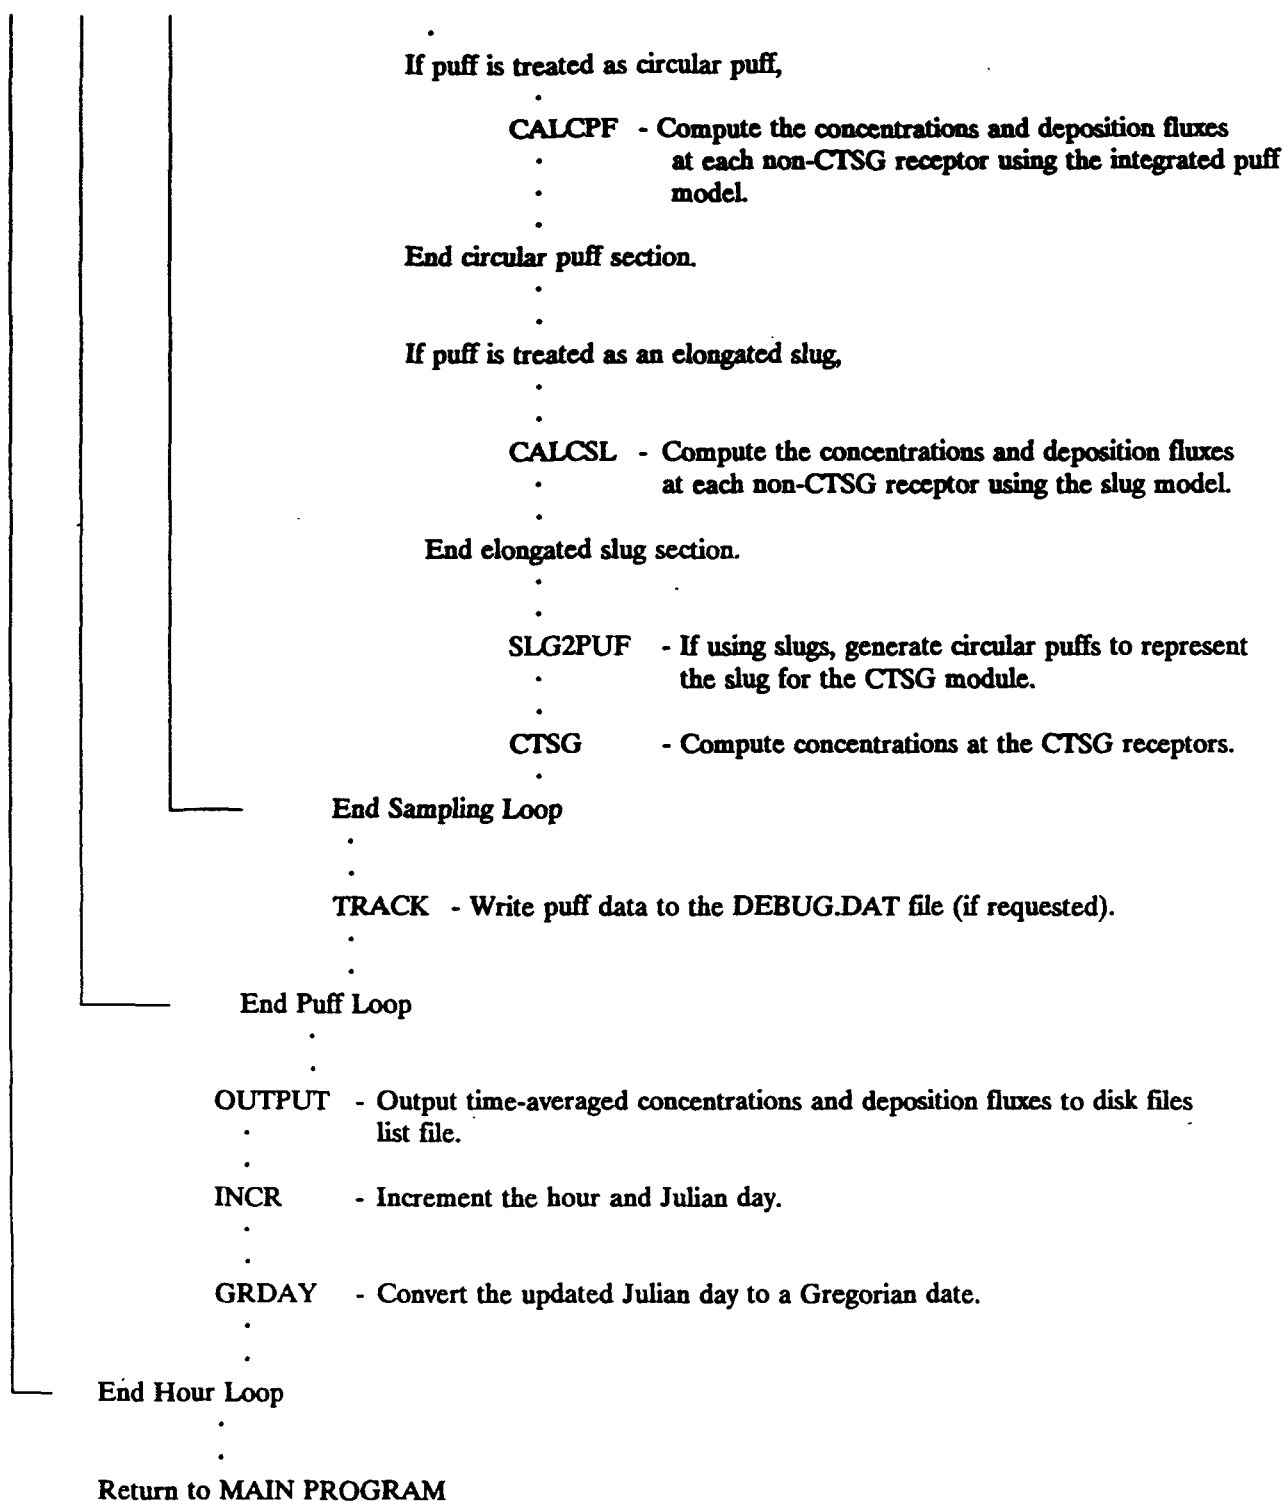 If puff is treated as circular puff,
CALCPF - Compute the concentrations and deposition fluxes
at each non-CTSG receptor using the integrated puff
model.
End circular puff section.
If puff is treated as an elongated slug,
CALCSL - Compute the concentrations and deposition fluxes
at each non-CTSG receptor using the slug model.
End elongated slug section.
SLG2PUF - If using slugs, generate circular puffs to represent
the slug for the CTSG module.
CTSG - Compute concentrations at the CTSG receptors.
End Sampling Loop
TRACK - Write puff data to the DEBUG.DAT file (if requested).
End Puff Loop
OUTPUT - Output time-averaged concentrations and deposition fluxes to disk files
list file.
INCR - Increment the hour and Julian day.
GRDAY - Convert the updated Julian day to a Gregorian date.
End Hour Loop
Return to MAIN PROGRAM